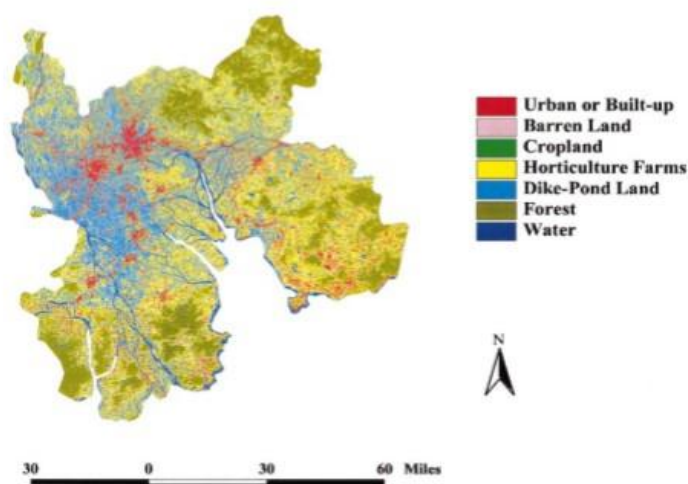 Urban or Built-up
Barren Land
Cropland
Horticulture Farms
Dike-Pond Land
Forest
Water
N
30 0 30 60 Miles